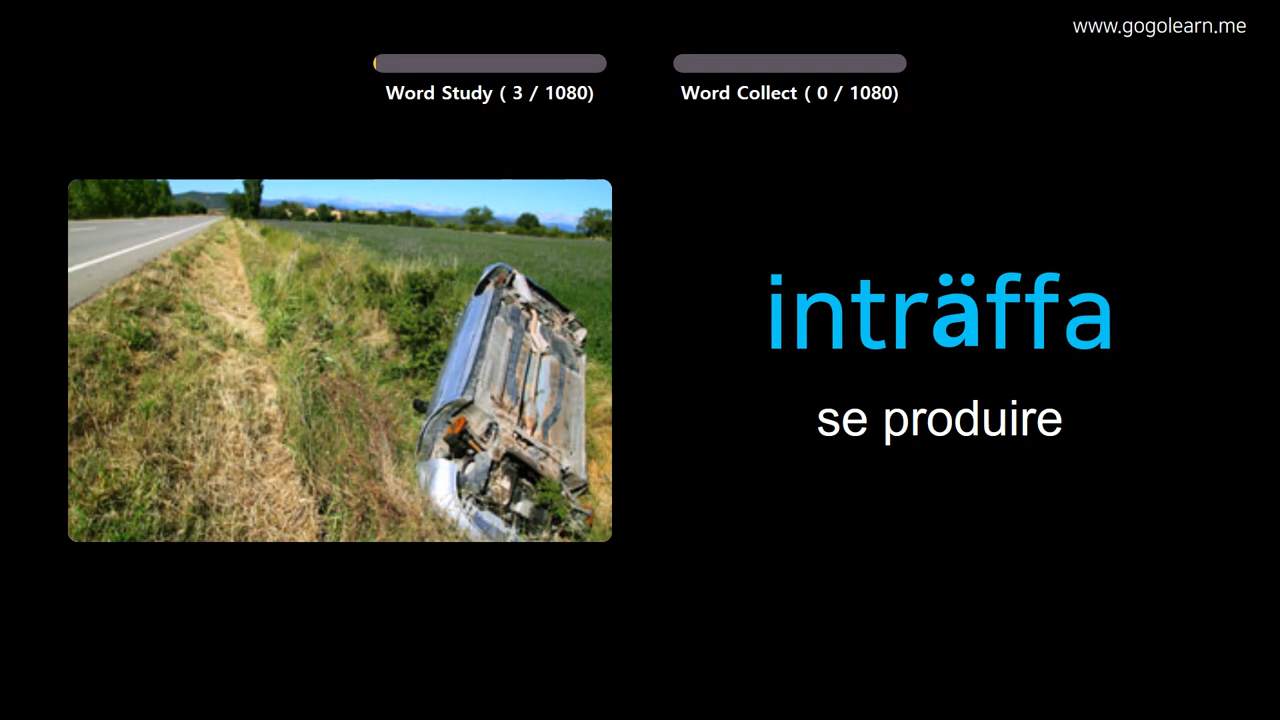 www.gogolearn.me
Word Study ( 3 / 1080)
Word Collect ( 0 / 1080)
inträffa
se produire